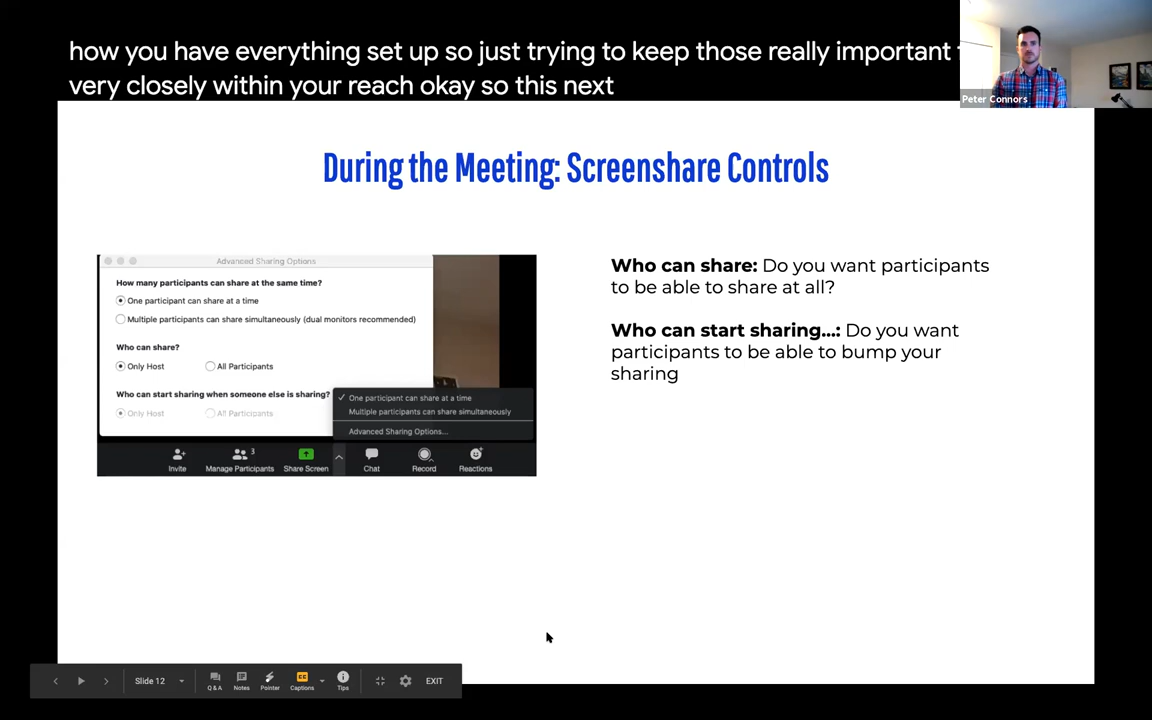 how you have everything set up so just trying to keep those really important
very closely within your reach okay so this next
Peter Connors
During the Meeting: Screenshare Controls
Advanced Sharing Options
How many participants can share at the same time?
One participant can share at a time
Multiple participants can share simultaneously (dual monitors recommended)
Who can share?
Only Host All Participants
Who can start sharing when someone else is sharing?
Only Host All Participants
One participant can share at a time
Multiple participants can share simultaneously
Advanced Sharing Options...
3
Invite Manage Participants Share Screen Chat Record Reactions
Who can share: Do you want participants
to be able to share at all?
Who can start sharing...: Do you want
participants to be able to bump your
sharing
Slide 12 Q & A Notes Pointer CC Captions Tips EXIT